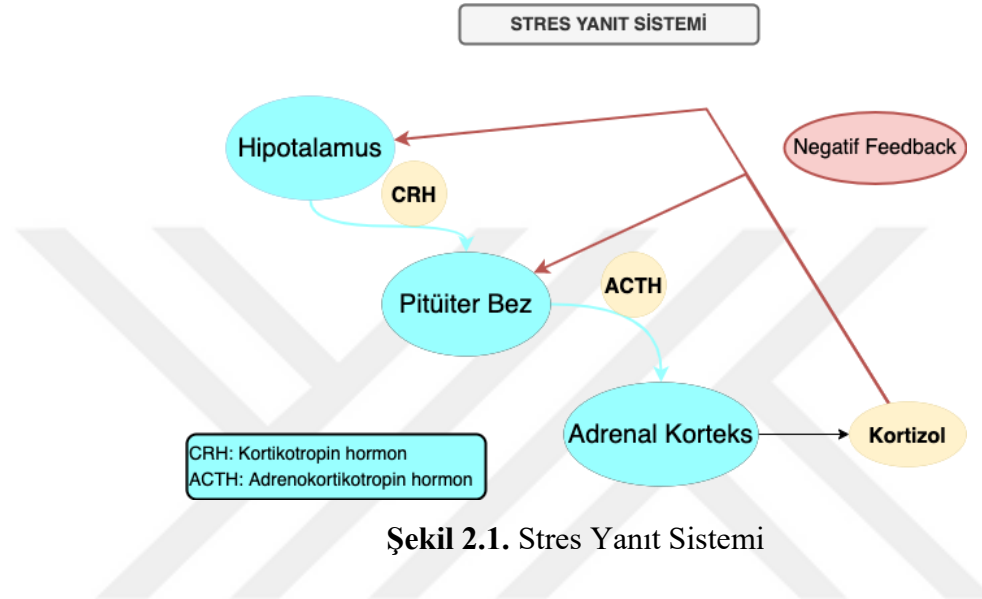 STRES YANIT SİSTEMİ
Hipotalamus
Negatif Feedback
CRH
ACTH
Pitüiter Bez
Adrenal Korteks
Kortizol
CRH: Kortikotropin hormon
ACTH: Adrenokortikotropin hormon
Şekil 2.1. Stres Yanıt Sistemi